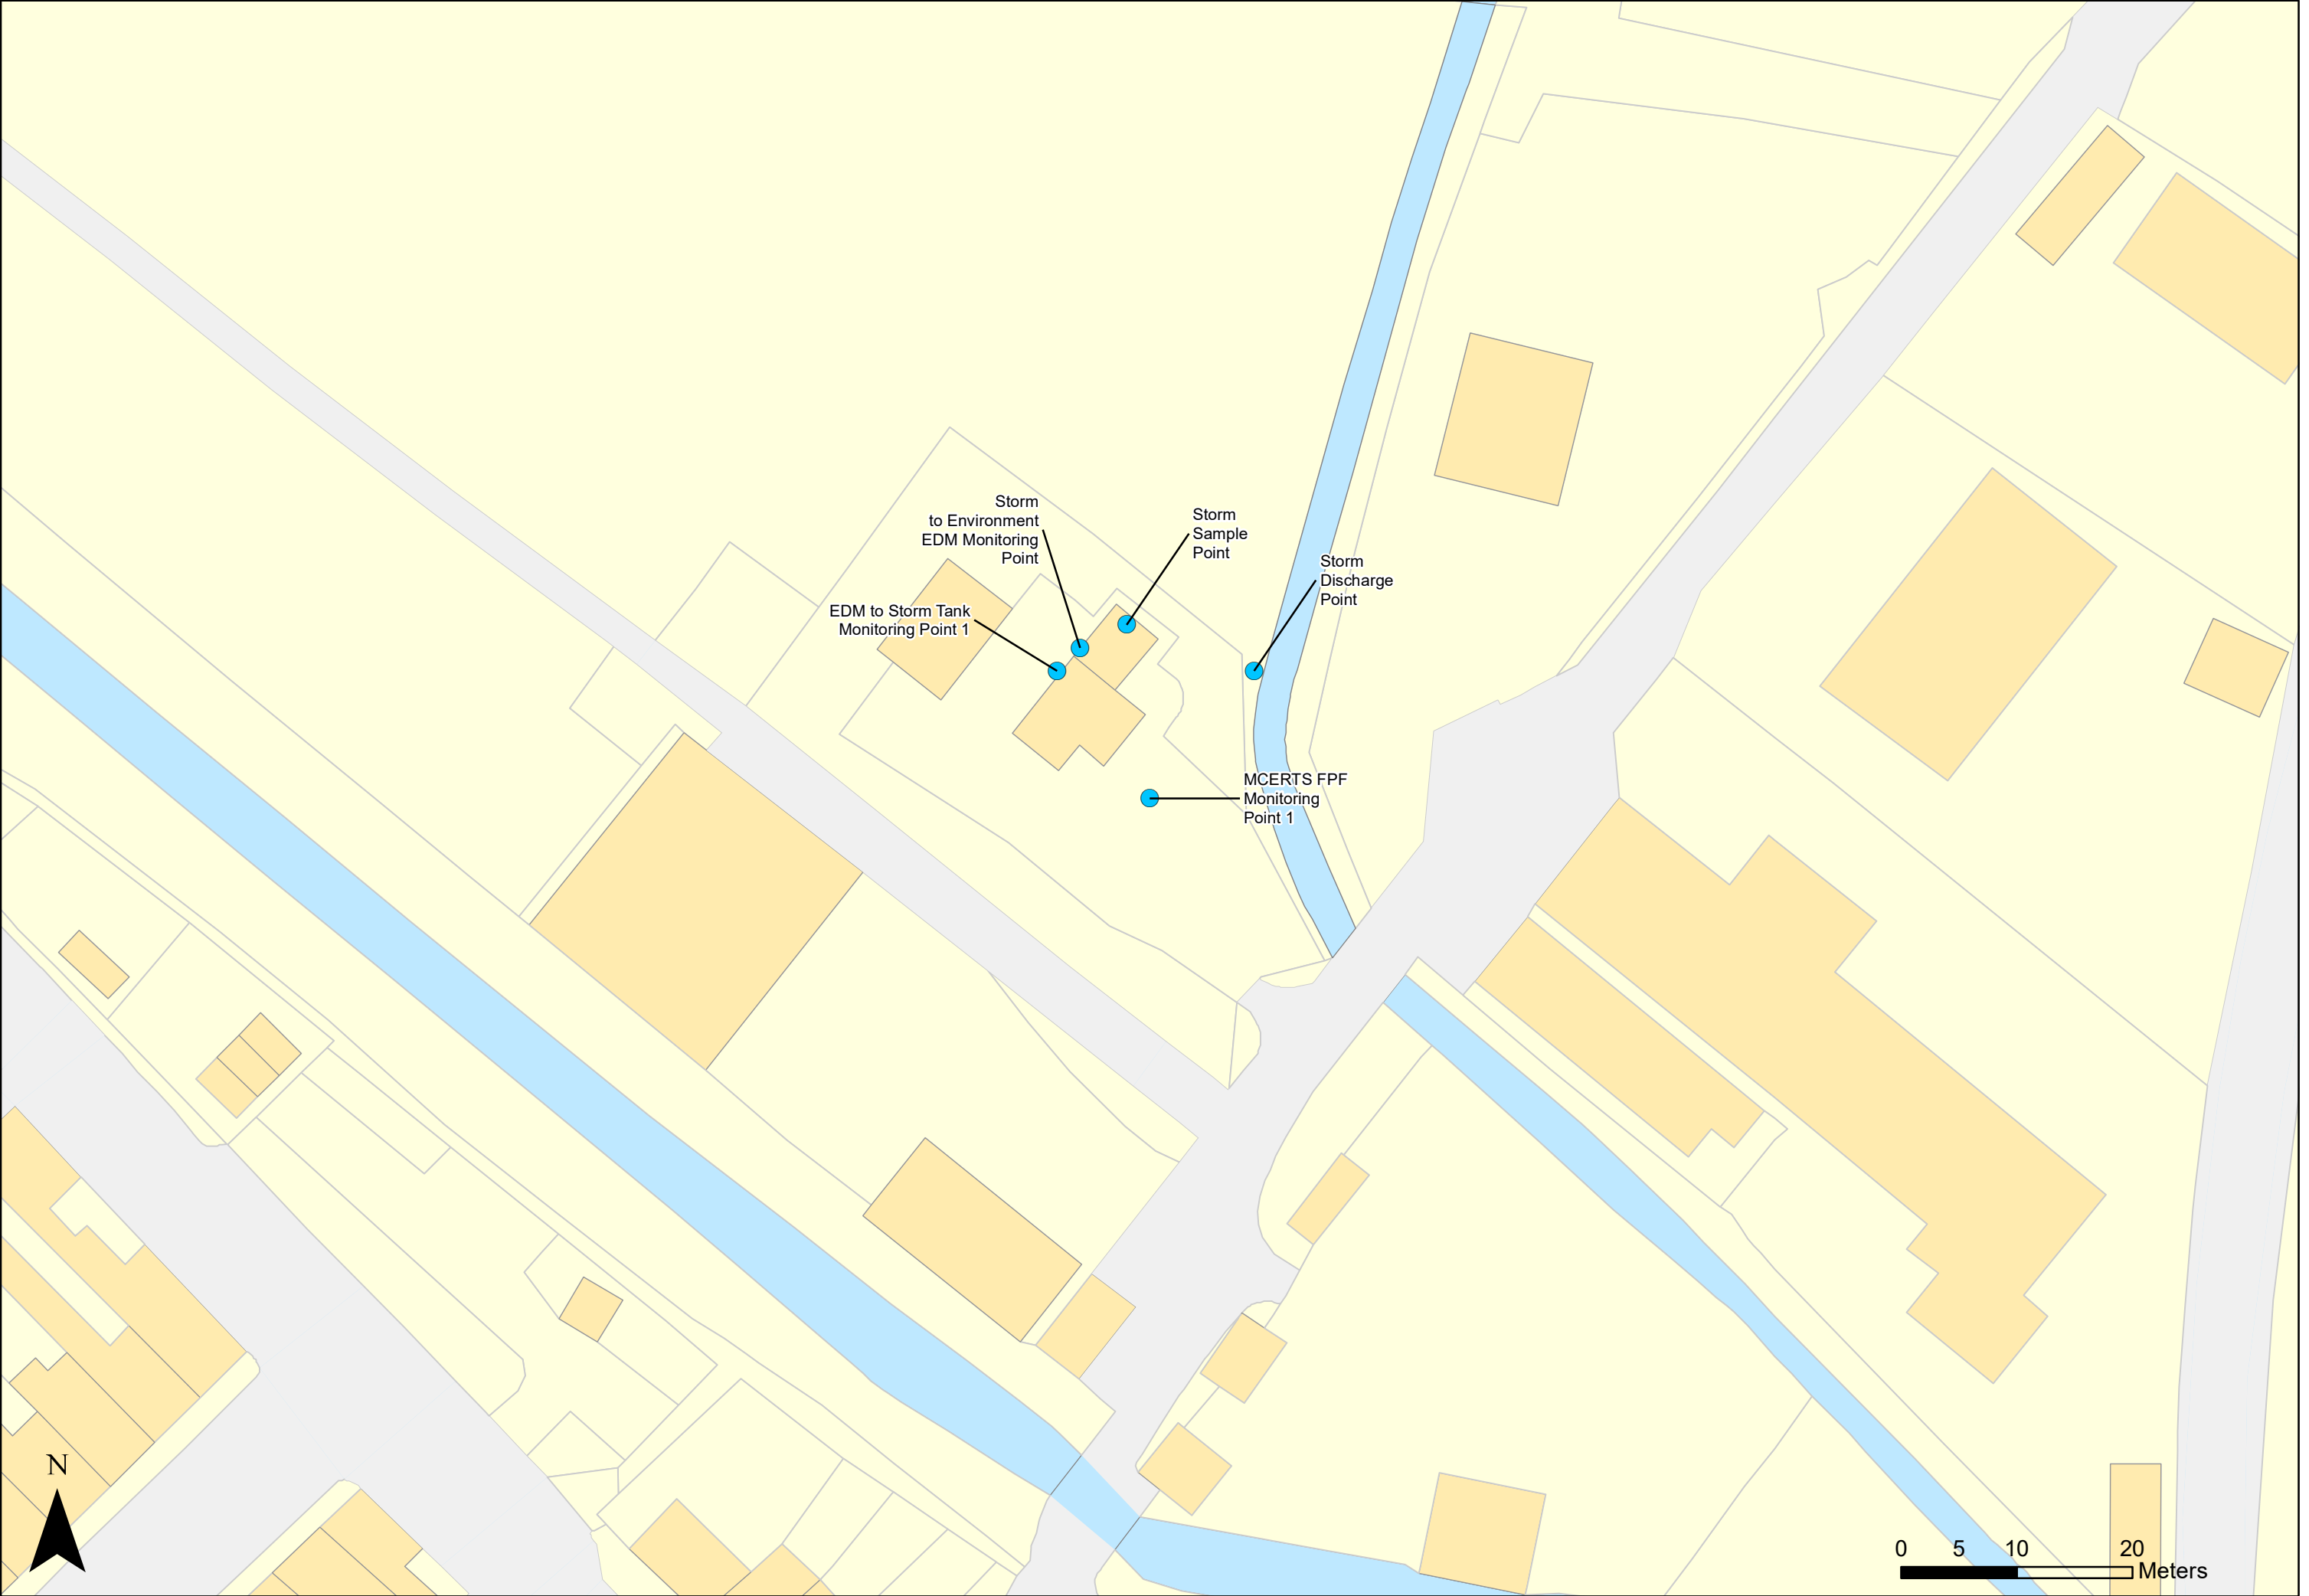 Storm
to Environment
EDM Monitoring
Point
Storm
Sample
Point
Storm
Discharge
Point
EDM to Storm Tank
Monitoring Point 1
MCERTS FPF
Monitoring
Point 1
N
0 5 10 20
Meters